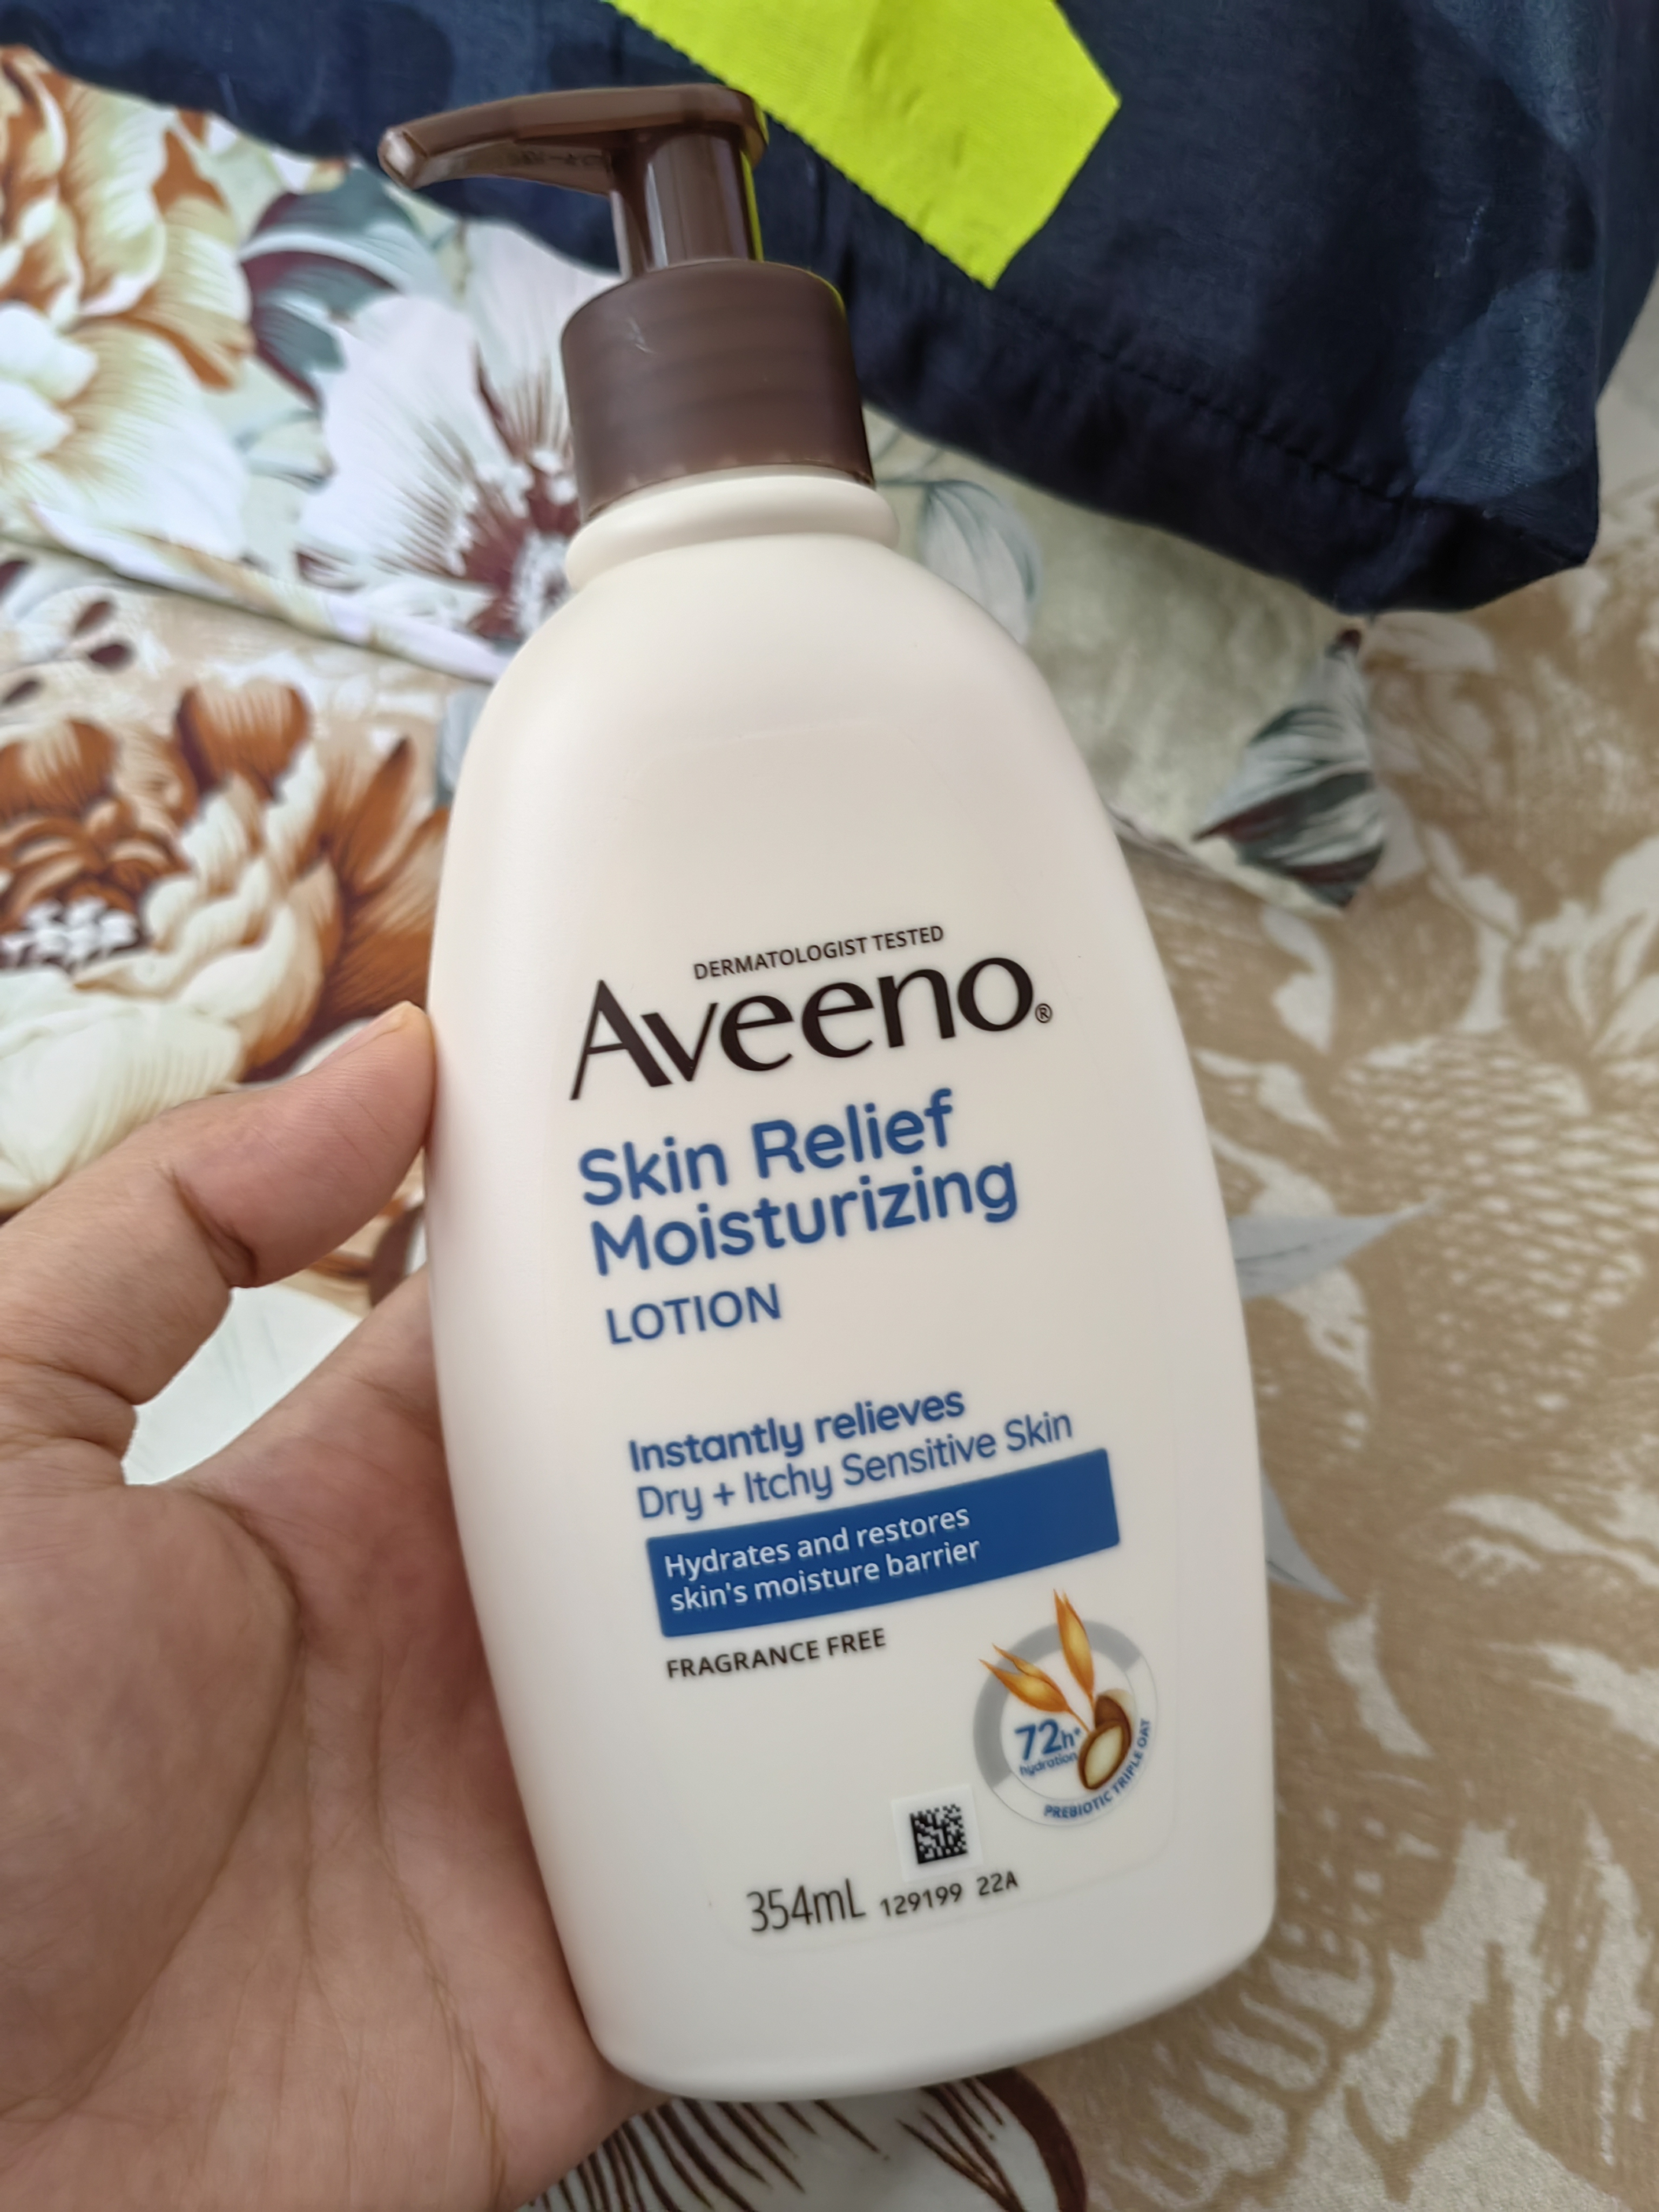 DERMATOLOGIST TESTED
Aveeno®
Skin Relief
Moisturizing
LOTION
Instantly relieves
Dry + Itchy Sensitive Skin
Hydrates and restores
skin's moisture barrier
FRAGRANCE FREE
72h*
hydration
PREBIOTIC TRIPLE OAT
354mL 129199 22A